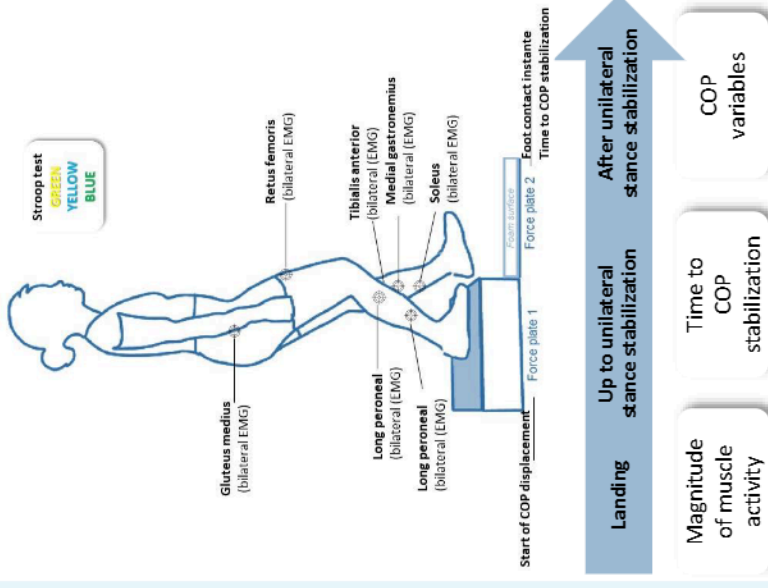 Stroop test
GREEN
YELLOW
BLUE
Retus femoris
(bilateral EMG)
Gluteus medius
(bilateral EMG)
Tibialis anterior
(bilateral (EMG)
Medial gastronemius
(bilateral (EMG)
Soleus
(bilateral EMG)
Long peroneal
(bilateral (EMG)
Long peroneal
(bilateral (EMG)
Foam surface
Force plate 1
Force plate 2
Start of COP displacement
Foot contact instante
Time to COP stabilization
Landing
Up to unilateral
stance stabilization
After unilateral
stance stabilization
Magnitude
of muscle
activity
Time to
COP
stabilization
COP
variables